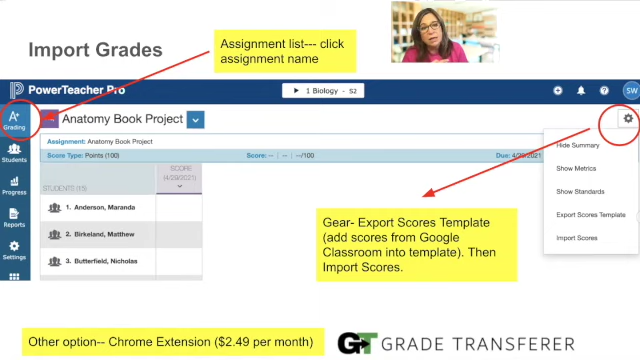 Import Grades
Assignment list--- click
assignment name
PowerTeacher Pro
1 Biology - S2
SW
A+
Grading
Anatomy Book Project
Assignment: Anatomy Book Project
Score Type: Points (100)
Score: -- | -- | --/100
Due: 4/29/2021
Hide Summary
Show Metrics
Show Standards
Export Scores Template
Import Scores
Students
Progress
Reports
Settings
SCORE
(4/29/2021)
STUDENTS (15)
1. Anderson, Maranda
2. Birkeland, Matthew
3. Butterfield, Nicholas
Gear- Export Scores Template
(add scores from Google
Classroom into template). Then
Import Scores.
Other option-- Chrome Extension ($2.49 per month)
GT GRADE TRANSFERER